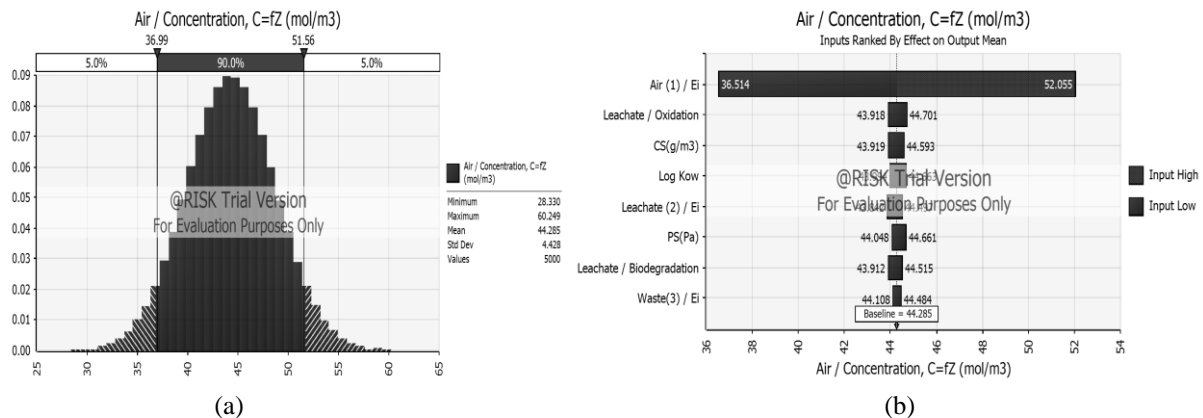 Air / Concentration, C=fZ (mol/m3)
36.99 51.56
5.0% 90.0% 5.0%
0.09
0.08
0.07
0.06
0.05
0.04
0.03
0.02
0.01
0.00
25 30 35 40 45 50 55 60 65
@RISK Trial Version
For Evaluation Purposes Only
Air / Concentration, C=fZ
(mol/m3)
Minimum 28.330
Maximum 60.249
Mean 44.285
Std Dev 4.428
Values 5000
(a)
Air / Concentration, C=fZ (mol/m3)
Inputs Ranked By Effect on Output Mean
Air (1) / Ei 36.514 52.055
Leachate / Oxidation 43.918 44.701
CS(g/m3) 43.919 44.593
Log Kow
Leachate (2) / Ei
PS(Pa) 44.048 44.661
Leachate / Biodegradation 43.912 44.515
Waste(3) / Ei 44.108 44.484
Baseline = 44.285
@RISK Trial Version
For Evaluation Purposes Only
Input High
Input Low
36 38 40 42 44 46 48 50 52 54
Air / Concentration, C=fZ (mol/m3)
(b)